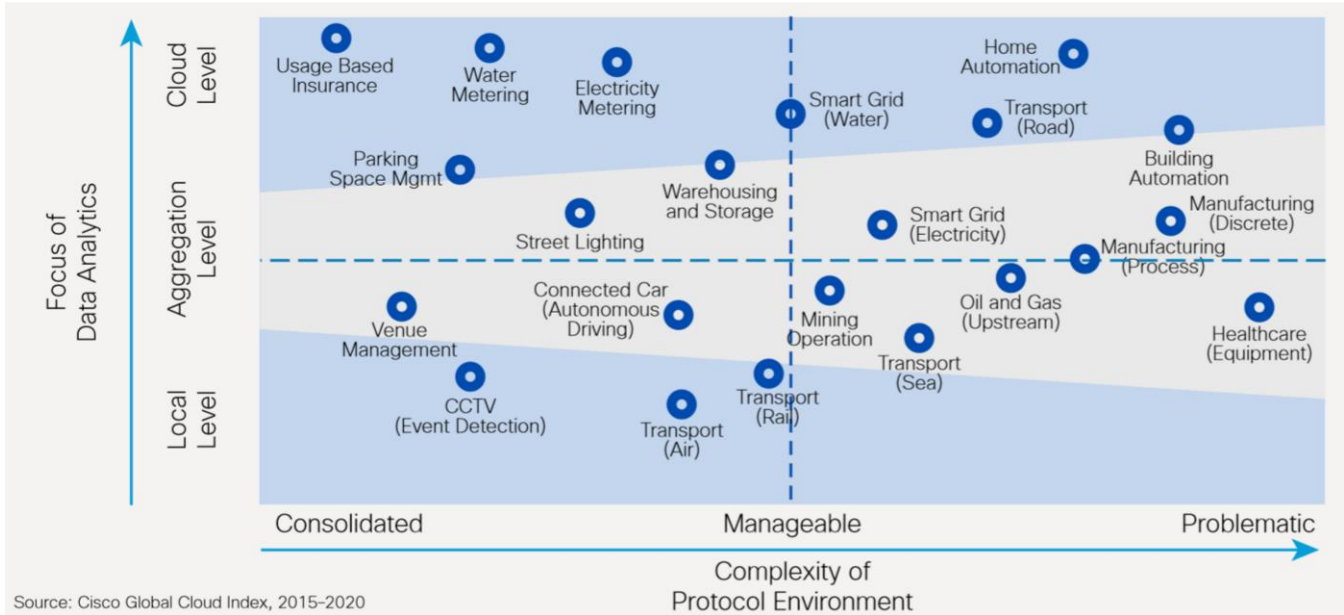 Focus of
Data Analytics
Cloud
Level
Aggregation
Level
Local
Level
Usage Based
Insurance
Water
Metering
Electricity
Metering
Smart Grid
(Water)
Home
Automation
Transport
(Road)
Building
Automation
Parking
Space Mgmt
Warehousing
and Storage
Street Lighting
Smart Grid
(Electricity)
Manufacturing
(Discrete)
Manufacturing
(Process)
Venue
Management
Connected Car
(Autonomous
Driving)
Mining
Operation
Oil and Gas
(Upstream)
Transport
(Sea)
Healthcare
(Equipment)
CCTV
(Event Detection)
Transport
(Air)
Transport
(Rail)
Consolidated
Manageable
Problematic
Complexity of
Protocol Environment
Source: Cisco Global Cloud Index, 2015–2020